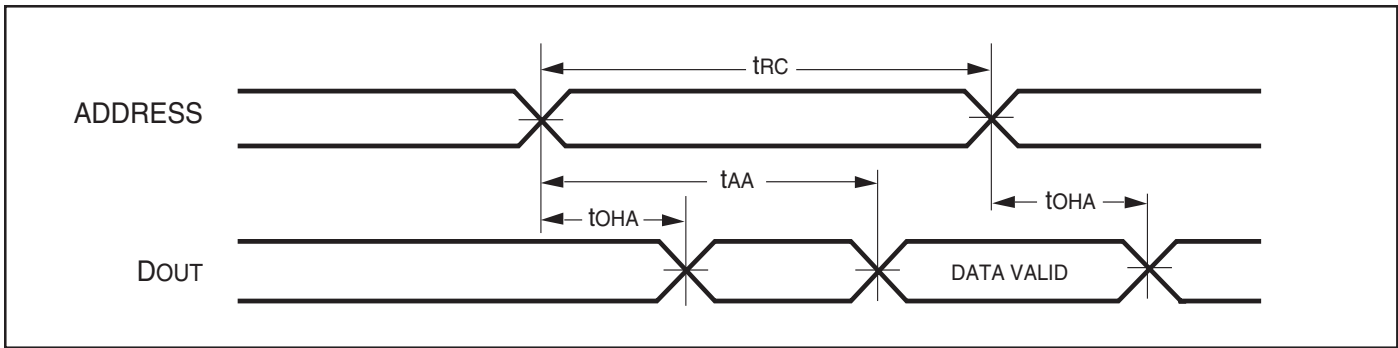 tRC
ADDRESS
tAA
tOHA
tOHA
DOUT
DATA VALID